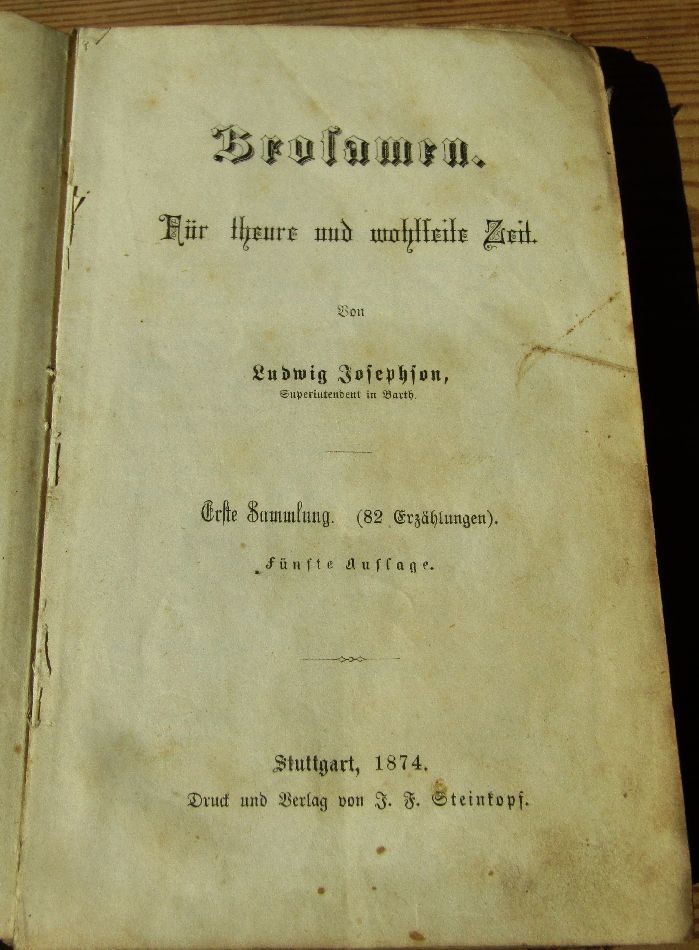 Brosamen.
Für theure und wohlfeile Zeit.
Von
Ludwig Josephson,
Superintendent in Barth.
Erste Sammlung. (82 Erzählungen).
Fünfte Auflage.
Stuttgart, 1874.
Druck und Verlag von J. F. Steinkopf.